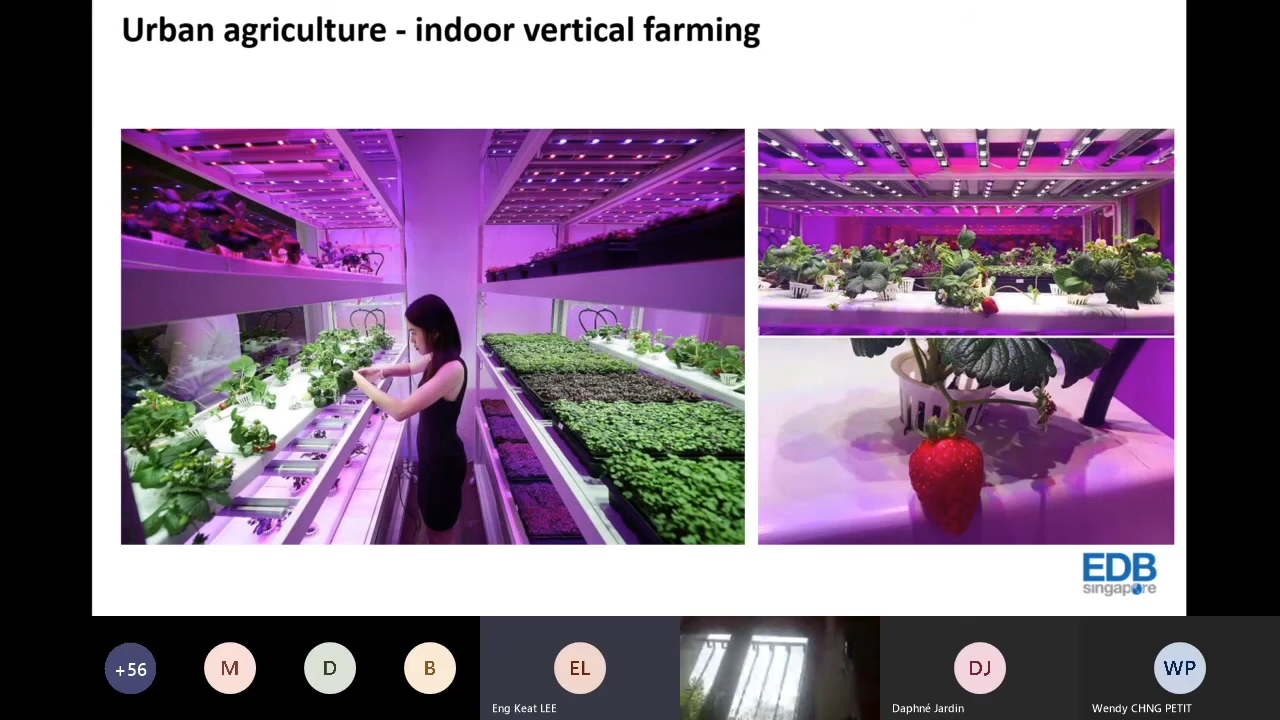 Urban agriculture - indoor vertical farming
EDB
singapore
+56
M
D
B
EL
DJ
WP
Eng Keat LEE
Daphné Jardin
Wendy CHNG PETIT